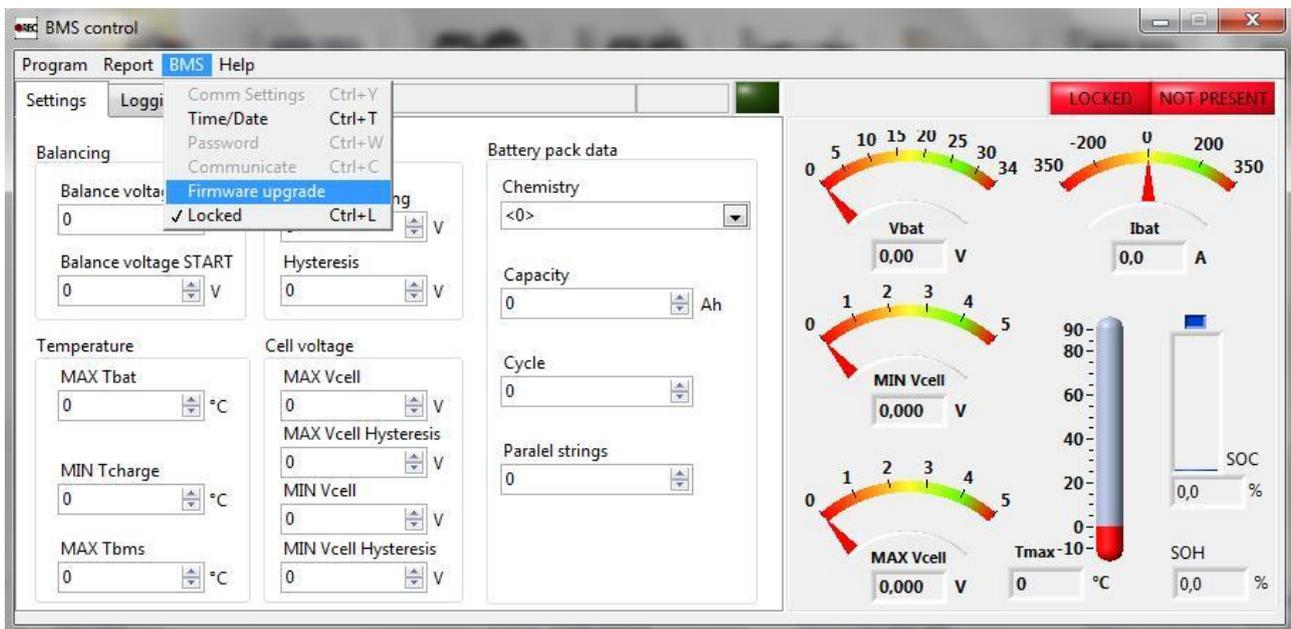 REC BMS control
Program Report BMS Help
Settings Loggi
Comm Settings Ctrl+Y
Time/Date Ctrl+T
Password Ctrl+W
Communicate Ctrl+C
Firmware upgrade
✓ Locked Ctrl+L
LOCKED NOT PRESENT
Balancing
Balance volta
0
ng
V
Balance voltage START
0 V
Hysteresis
0 V
Temperature
MAX Tbat
0 °C
MIN Tcharge
0 °C
MAX Tbms
0 °C
Cell voltage
MAX Vcell
0 V
MAX Vcell Hysteresis
0 V
MIN Vcell
0 V
MIN Vcell Hysteresis
0 V
Battery pack data
Chemistry
<0>
Capacity
0 Ah
Cycle
0
Paralel strings
0
0 5 10 15 20 25 30 34
Vbat
0,00 V
350 -200 0 200 350
Ibat
0,0 A
0 1 2 3 4 5
MIN Vcell
0,000 V
0 1 2 3 4 5
MAX Vcell
0,000 V
90
80
60
40
20
0
-10
Tmax
0 °C
SOC
0,0 %
SOH
0,0 %